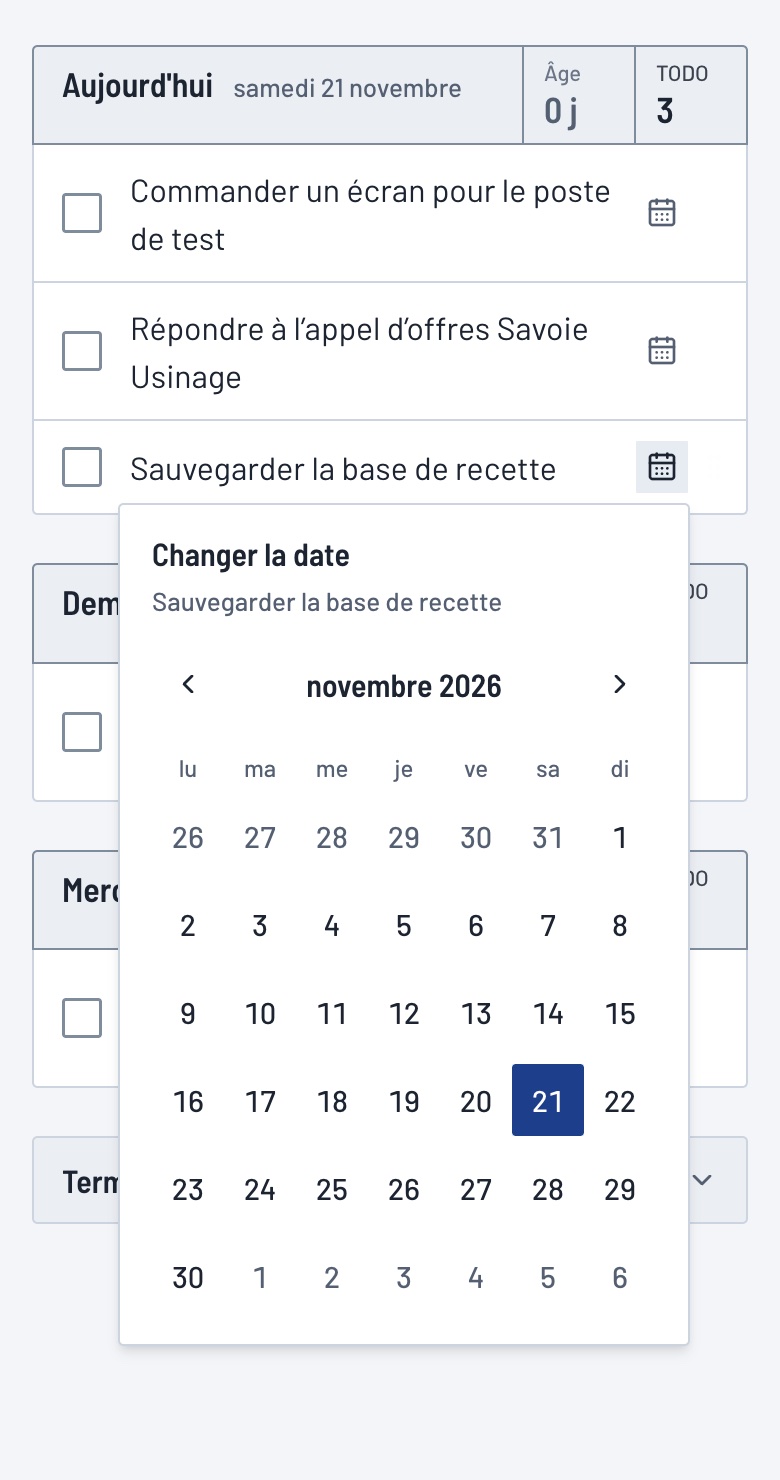 Aujourd'hui samedi 21 novembre
Âge
0 j
TODO
3
Commander un écran pour le poste
de test
Répondre à l’appel d’offres Savoie
Usinage
Sauvegarder la base de recette
Changer la date
Sauvegarder la base de recette
novembre 2026
lu ma me je ve sa di
26 27 28 29 30 31 1
2 3 4 5 6 7 8
9 10 11 12 13 14 15
16 17 18 19 20 21 22
23 24 25 26 27 28 29
30 1 2 3 4 5 6